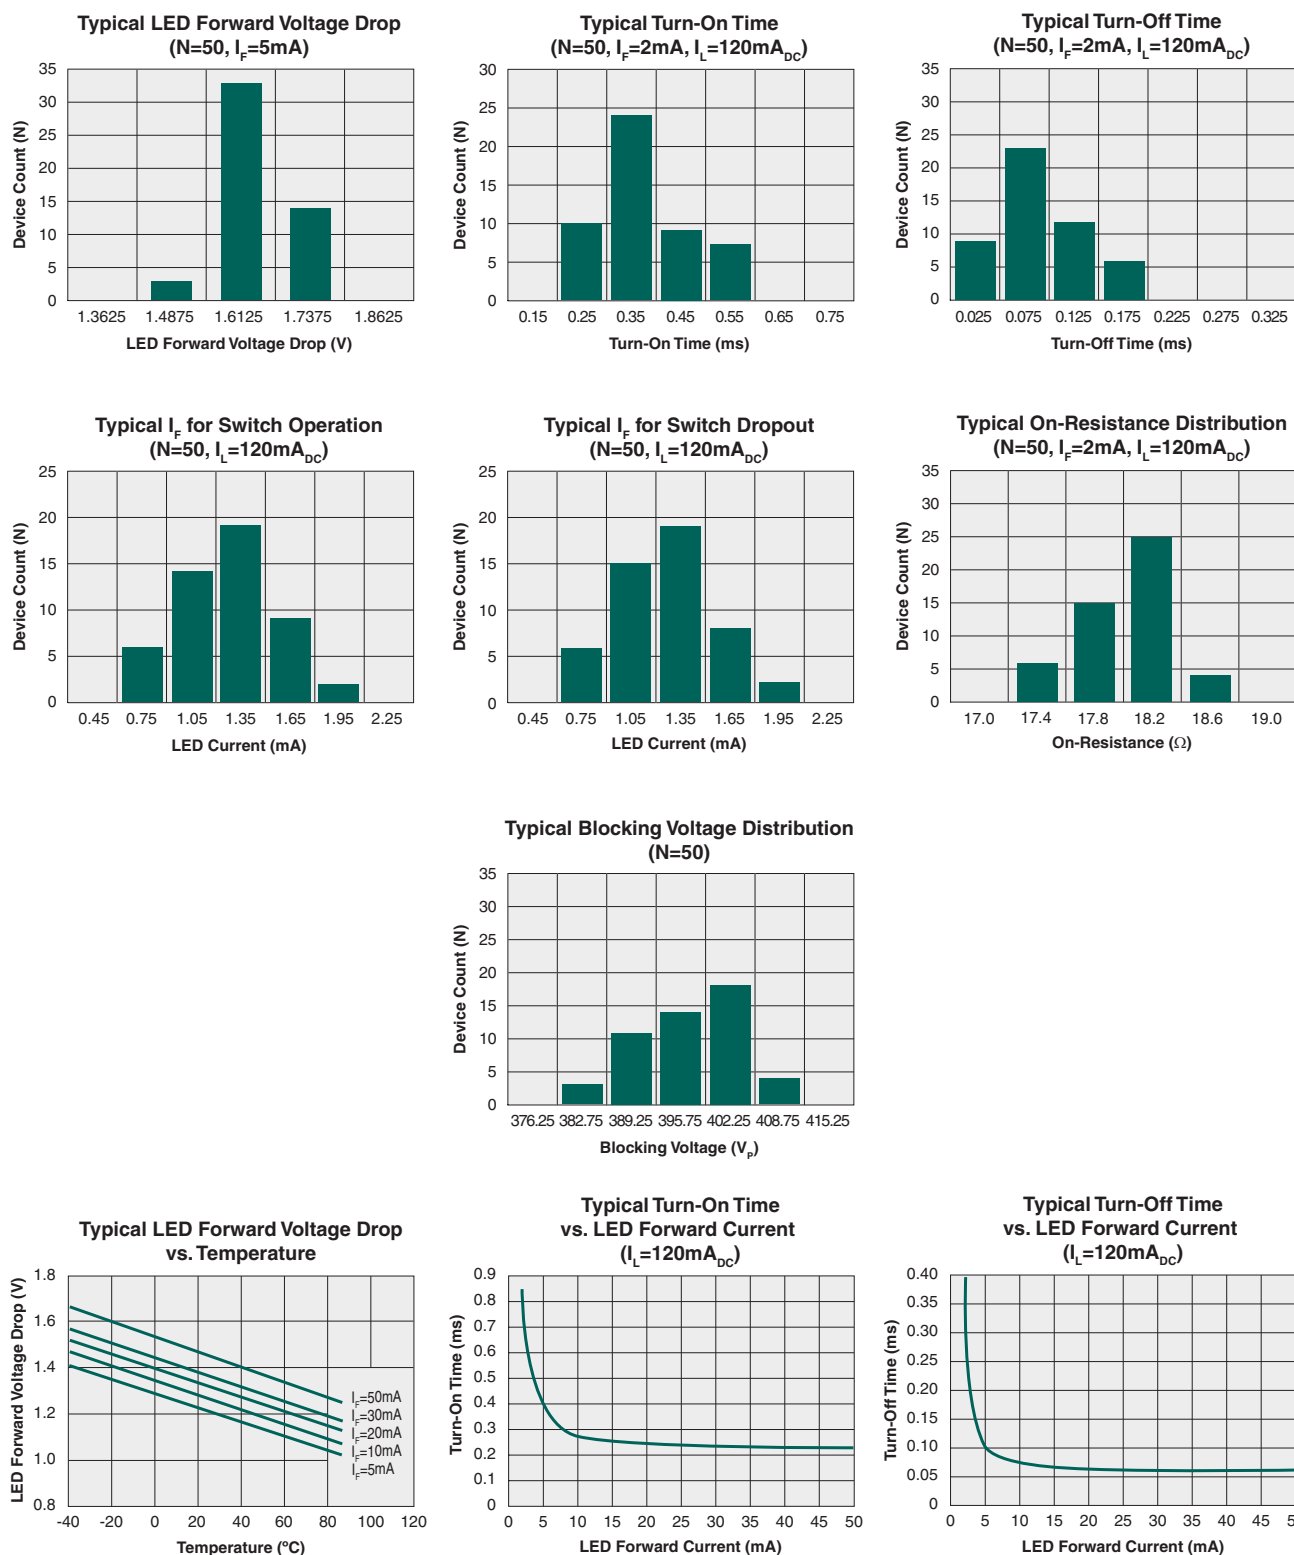 Typical LED Forward Voltage Drop
(N=50, IF=5mA)
35
30
25
20
15
10
5
0
Device Count (N)
1.3625 1.4875 1.6125 1.7375 1.8625
LED Forward Voltage Drop (V)
Typical Turn-On Time
(N=50, IF=2mA, IL=120mADC)
30
25
20
15
10
5
0
Device Count (N)
0.15 0.25 0.35 0.45 0.55 0.65 0.75
Turn-On Time (ms)
Typical Turn-Off Time
(N=50, IF=2mA, IL=120mADC)
35
30
25
20
15
10
5
0
Device Count (N)
0.025 0.075 0.125 0.175 0.225 0.275 0.325
Turn-Off Time (ms)
Typical IF for Switch Operation
(N=50, IL=120mADC)
25
20
15
10
5
0
Device Count (N)
0.45 0.75 1.05 1.35 1.65 1.95 2.25
LED Current (mA)
Typical IF for Switch Dropout
(N=50, IL=120mADC)
25
20
15
10
5
0
Device Count (N)
0.45 0.75 1.05 1.35 1.65 1.95 2.25
LED Current (mA)
Typical On-Resistance Distribution
(N=50, IF=2mA, IL=120mADC)
35
30
25
20
15
10
5
0
Device Count (N)
17.0 17.4 17.8 18.2 18.6 19.0
On-Resistance (Ω)
Typical Blocking Voltage Distribution
(N=50)
35
30
25
20
15
10
5
0
Device Count (N)
376.25 382.75 389.25 395.75 402.25 408.75 415.25
Blocking Voltage (VP)
Typical LED Forward Voltage Drop
vs. Temperature
1.8
1.6
1.4
1.2
1.0
0.8
LED Forward Voltage Drop (V)
IF=50mA
IF=30mA
IF=20mA
IF=10mA
IF=5mA
-40 -20 0 20 40 60 80 100 120
Temperature (ºC)
Typical Turn-On Time
vs. LED Forward Current
(IL=120mADC)
0.9
0.8
0.7
0.6
0.5
0.4
0.3
0.2
0.1
0
Turn-On Time (ms)
0 5 10 15 20 25 30 35 40 45 50
LED Forward Current (mA)
Typical Turn-Off Time
vs. LED Forward Current
(IL=120mADC)
0.40
0.35
0.30
0.25
0.20
0.15
0.10
0.05
0
Turn-Off Time (ms)
0 5 10 15 20 25 30 35 40 45
LED Forward Current (mA)